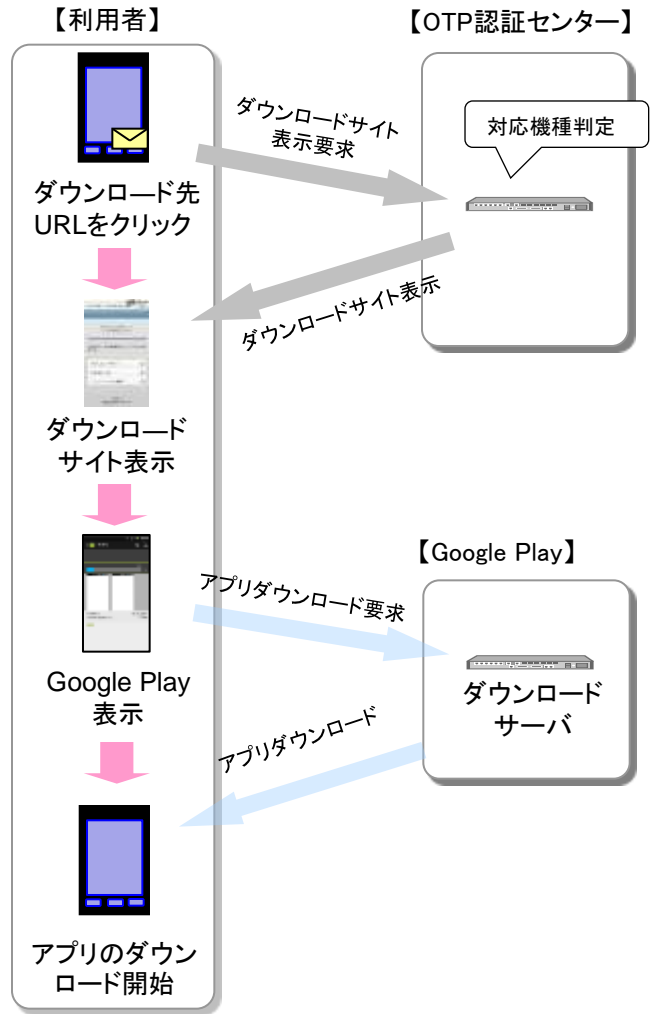 【利用者】
【OTP認証センター】
ダウンロードサイト
表示要求
対応機種判定
ダウンロ―ド先
URLをクリック
ダウンロードサイト表示
ダウンロ―ド
サイト表示
【Google Play】
アプリダウンロード要求
Google Play
表示
ダウンロード
サーバ
アプリダウンロード
アプリのダウン
ロード開始